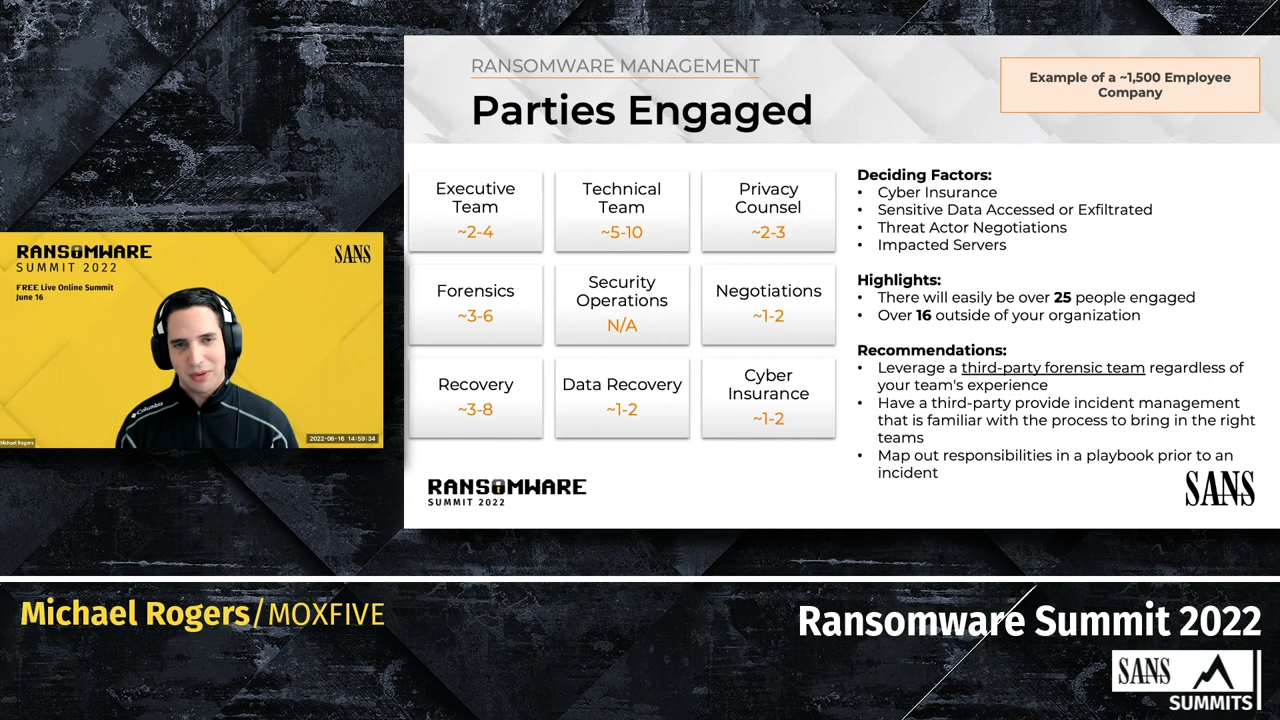 RANSOMWARE
SUMMIT 2022
SANS
FREE Live Online Summit
June 16
Columbia
Michael Rogers
2022-06-16 14:59:34
RANSOMWARE MANAGEMENT
Parties Engaged
Example of a ~1,500 Employee
Company
Executive
Team
~2-4
Technical
Team
~5-10
Privacy
Counsel
~2-3
Forensics
~3-6
Security
Operations
N/A
Negotiations
~1-2
Recovery
~3-8
Data Recovery
~1-2
Cyber
Insurance
~1-2
Deciding Factors:
• Cyber Insurance
• Sensitive Data Accessed or Exfiltrated
• Threat Actor Negotiations
• Impacted Servers
Highlights:
• There will easily be over 25 people engaged
• Over 16 outside of your organization
Recommendations:
• Leverage a third-party forensic team regardless of
your team's experience
• Have a third-party provide incident management
that is familiar with the process to bring in the right
teams
• Map out responsibilities in a playbook prior to an
incident
RANSOMWARE
SUMMIT 2022
SANS
Michael Rogers/MOXFIVE
Ransomware Summit 2022
SANS
SUMMITS